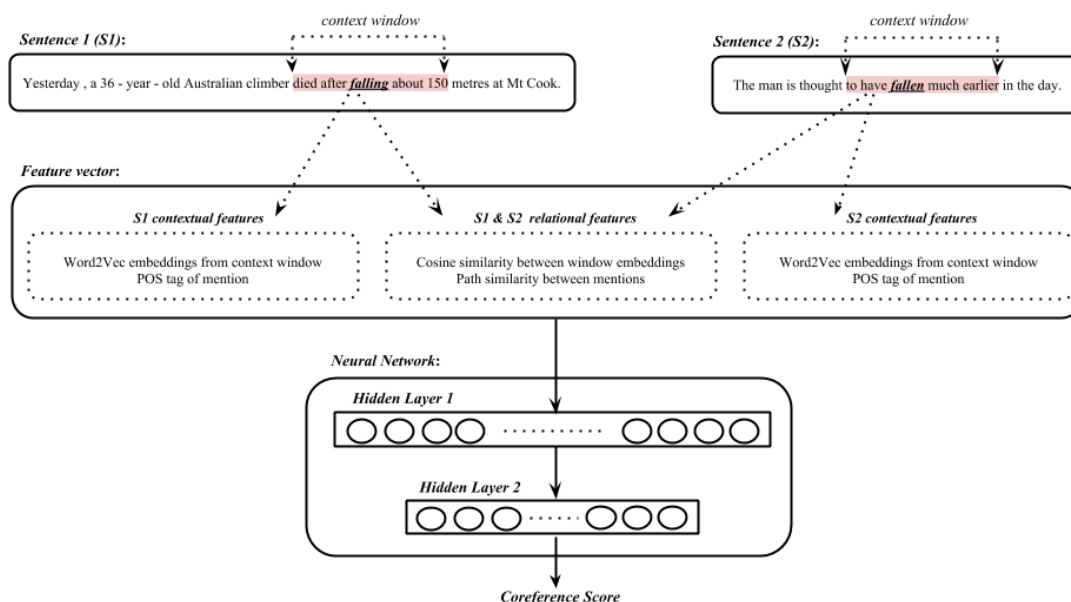 context window
context window
Sentence 1 (S1):
Sentence 2 (S2):
Yesterday , a 36 - year - old Australian climber died after falling about 150 metres at Mt Cook.
The man is thought to have fallen much earlier in the day.
Feature vector:
S1 contextual features
S1 & S2 relational features
S2 contextual features
Word2Vec embeddings from context window
POS tag of mention
Cosine similarity between window embeddings
Path similarity between mentions
Word2Vec embeddings from context window
POS tag of mention
Neural Network:
Hidden Layer 1
Hidden Layer 2
Coreference Score